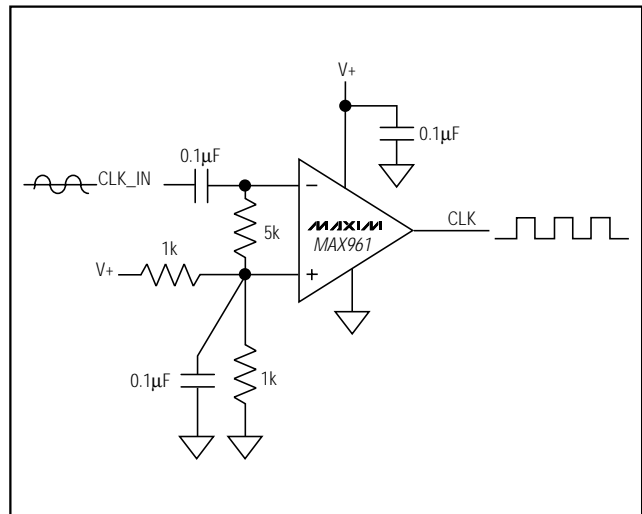 V+
0.1µF
0.1µF
CLK_IN
−
MAXIM
MAX961
CLK
5k
1k
V+
+
0.1µF
1k